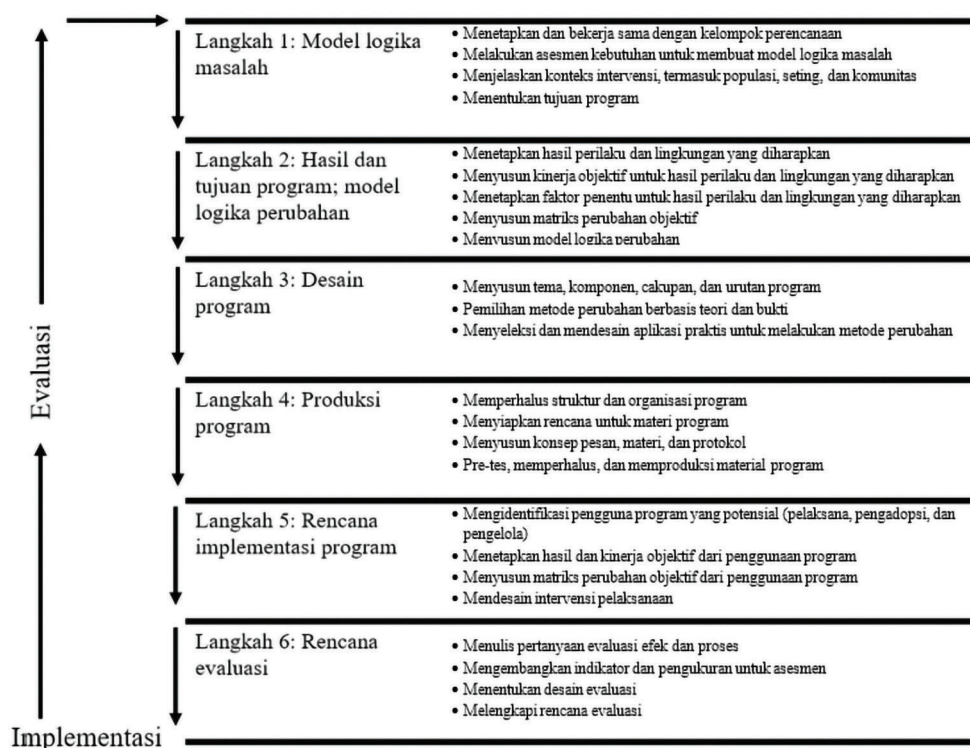 Langkah 1: Model logika
masalah
• Menetapkan dan bekerja sama dengan kelompok perencanaan
• Melakukan asesmen kebutuhan untuk membuat model logika masalah
• Menjelaskan konteks intervensi, termasuk populasi, seting, dan komunitas
• Menentukan tujuan program
Langkah 2: Hasil dan
tujuan program; model
logika perubahan
• Menetapkan hasil perilaku dan lingkungan yang diharapkan
• Menyusun kinerja objektif untuk hasil perilaku dan lingkungan yang diharapkan
• Menetapkan faktor penentu untuk hasil perilaku dan lingkungan yang diharapkan
• Menyusun matriks perubahan objektif
• Menyusun model logika perubahan
Langkah 3: Desain
program
• Menyusun tema, komponen, cakupan, dan urutan program
• Pemilihan metode perubahan berbasis teori dan bukti
• Menyeleksi dan mendesain aplikasi praktis untuk melakukan metode perubahan
Langkah 4: Produksi
program
• Memperhalus struktur dan organisasi program
• Menyiapkan rencana untuk materi program
• Menyusun konsep pesan, materi, dan protokol
• Pre-tes, memperhalus, dan memproduksi material program
Langkah 5: Rencana
implementasi program
• Mengidentifikasi pengguna program yang potensial (pelaksana, pengadopsi, dan
pengelola)
• Menetapkan hasil dan kinerja objektif dari penggunaan program
• Menyusun matriks perubahan objektif dari penggunaan program
• Mendesain intervensi pelaksanaan
Langkah 6: Rencana
evaluasi
• Menulis pertanyaan evaluasi efek dan proses
• Mengembangkan indikator dan pengukuran untuk asesmen
• Menentukan desain evaluasi
• Melengkapi rencana evaluasi
Evaluasi
Implementasi